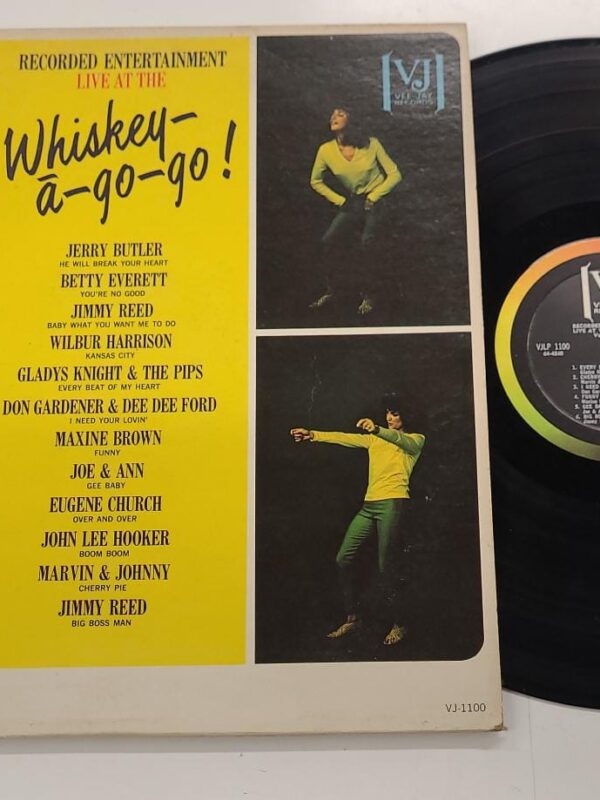 RECORDED ENTERTAINMENT
LIVE AT THE
Whiskey-
ā-go-go!
JERRY BUTLER
HE WILL BREAK YOUR HEART
BETTY EVERETT
YOU'RE NO GOOD
JIMMY REED
BABY WHAT YOU WANT ME TO DO
WILBUR HARRISON
KANSAS CITY
GLADYS KNIGHT & THE PIPS
EVERY BEAT OF MY HEART
DON GARDENER & DEE DEE FORD
I NEED YOUR LOVIN'
MAXINE BROWN
FUNNY
JOE & ANN
GEE BABY
EUGENE CHURCH
OVER AND OVER
JOHN LEE HOOKER
BOOM BOOM
MARVIN & JOHNNY
CHERRY PIE
JIMMY REED
BIG BOSS MAN
VJ
VEE-JAY
RECORDS
VJ-1100
VJLP 1100